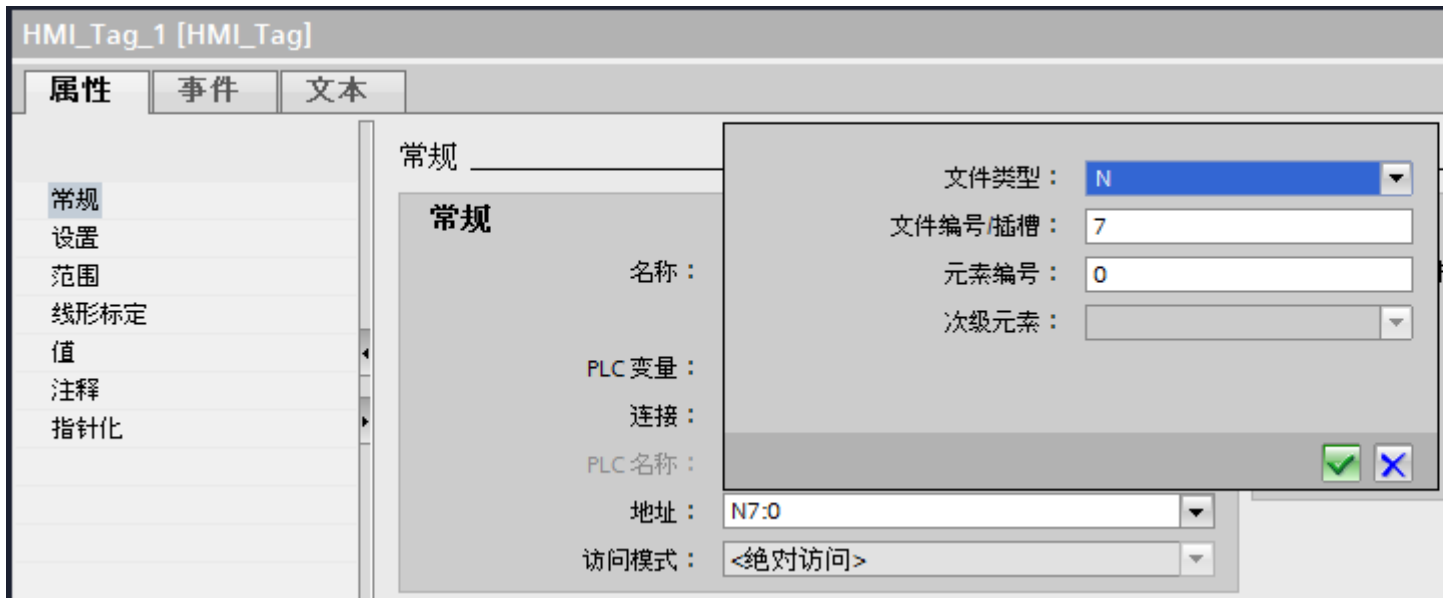 HMI_Tag_1 [HMI_Tag]
属性 事件 文本
常规
设置
范围
线形标定
值
注释
指针化
常规
常规
名称：
PLC 变量：
连接：
PLC 名称：
地址： N7:0
访问模式： <绝对访问>
文件类型： N
文件编号/插槽： 7
元素编号： 0
次级元素：